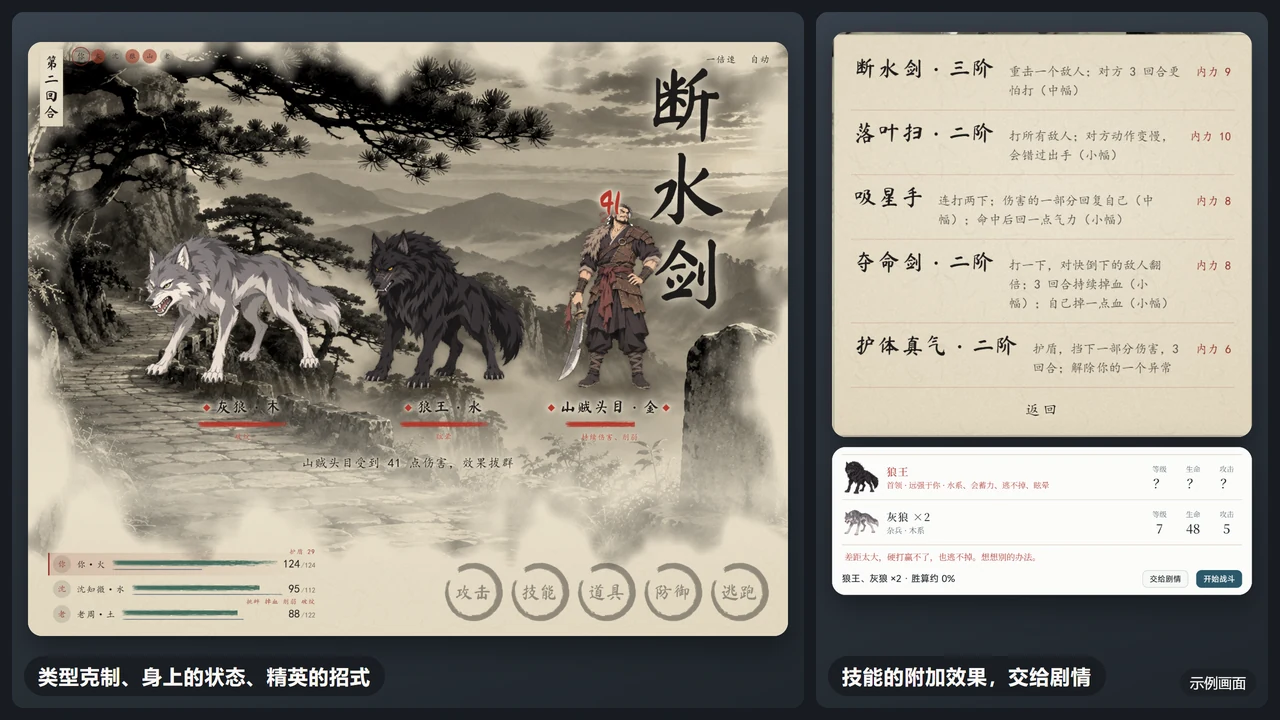 第二回合
一倍速 自动
断水剑
41
灰狼·木
狼王·水
山贼头目·金
持续伤害、削弱
山贼头目受到 41 点伤害，效果拔群
护盾 29
你 你·火 124/124
沈 沈知微·水 95/112
老 老周·土 88/122
攻击 技能 道具 防御 逃跑
类型克制、身上的状态、精英的招式
断水剑·三阶 重击一个敌人；对方 3 回合更 内力 9
怕打（中幅）
落叶扫·二阶 打所有敌人；对方动作变慢， 内力 10
会错过出手（小幅）
吸星手 连打两下；伤害的一部分回复自己（中 内力 8
幅）；命中后回一点气力（小幅）
夺命剑·二阶 打一下，对快倒下的敌人翻 内力 8
倍；3 回合持续掉血（小
幅）；自己掉一点血（小幅）
护体真气·二阶 护盾，挡下一部分伤害，3 内力 6
回合；解除你的一个异常
返回
狼王 等级 生命 攻击
首领·远强于你·水系、会蓄力、逃不掉、眩晕 ? ? ?
灰狼 ×2 等级 生命 攻击
杂兵·木系 7 48 5
差距太大，硬打赢不了，也逃不掉。想想别的办法。
狼王、灰狼 ×2 · 胜算约 0% 交给剧情 开始战斗
技能的附加效果，交给剧情
示例画面